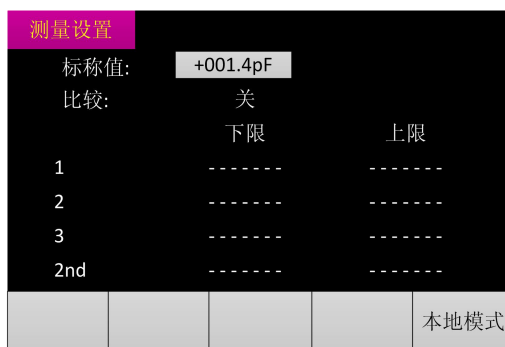 测量设置
标称值: +001.4pF
比较: 关
下限 上限
1 ------- -------
2 ------- -------
3 ------- -------
2nd ------- -------
本地模式